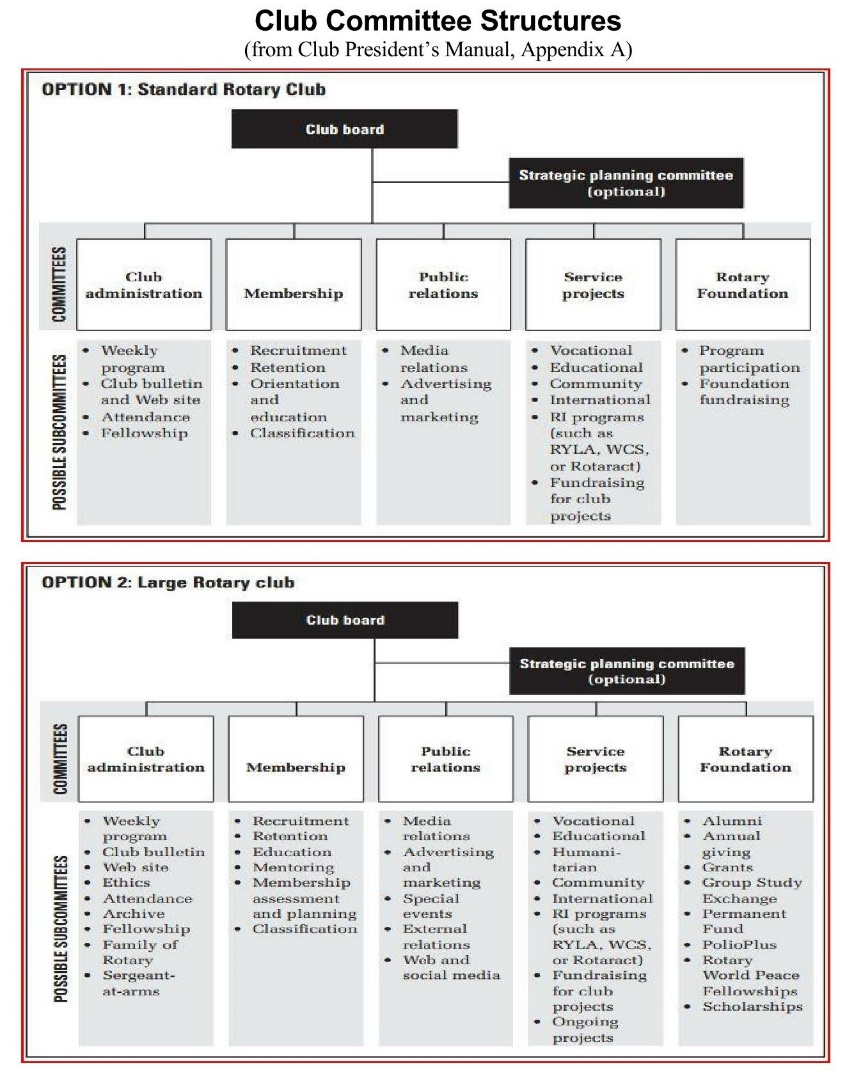 Club Committee Structures
(from Club President's Manual, Appendix A)
OPTION 1: Standard Rotary Club
Club board
Strategic planning committee
(optional)
COMMITTEES
Club
administration
Membership
Public
relations
Service
projects
Rotary
Foundation
POSSIBLE SUBCOMMITTEES
• Weekly
program
• Club bulletin
and Web site
• Attendance
• Fellowship
• Recruitment
• Retention
• Orientation
and
education
• Classification
• Media
relations
• Advertising
and
marketing
• Vocational
• Educational
• Community
• International
• RI programs
(such as
RYLA, WCS,
or Rotaract)
• Fundraising
for club
projects
• Program
participation
• Foundation
fundraising
OPTION 2: Large Rotary club
Club board
Strategic planning committee
(optional)
COMMITTEES
Club
administration
Membership
Public
relations
Service
projects
Rotary
Foundation
POSSIBLE SUBCOMMITTEES
• Weekly
program
• Club bulletin
• Web site
• Ethics
• Attendance
• Archive
• Fellowship
• Family of
Rotary
• Sergeant-
at-arms
• Recruitment
• Retention
• Education
• Mentoring
• Membership
assessment
and planning
• Classification
• Media
relations
• Advertising
and
marketing
• Special
events
• External
relations
• Web and
social media
• Vocational
• Educational
• Humani-
tarian
• Community
• International
• RI programs
(such as
RYLA, WCS,
or Rotaract)
• Fundraising
for club
projects
• Ongoing
projects
• Alumni
• Annual
giving
• Grants
• Group Study
Exchange
• Permanent
Fund
• PolioPlus
• Rotary
World Peace
Fellowships
• Scholarships